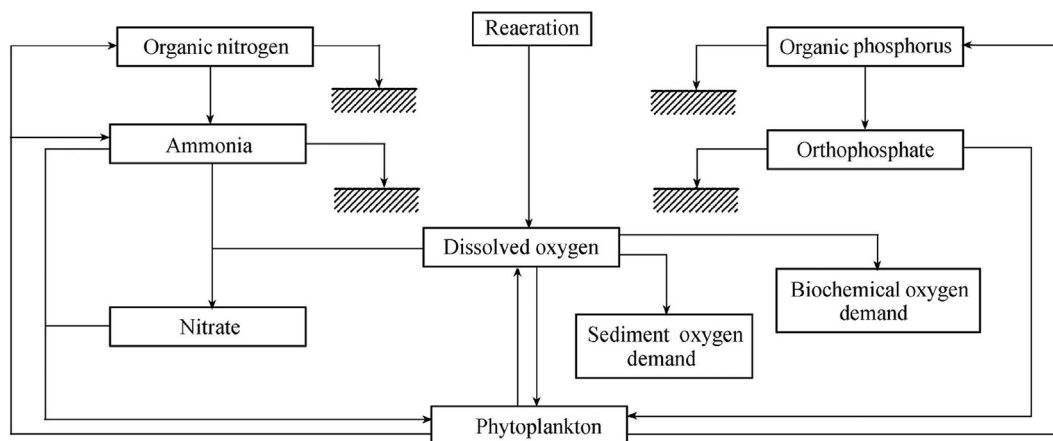 Organic nitrogen
Reaeration
Organic phosphorus
Ammonia
Orthophosphate
Dissolved oxygen
Biochemical oxygen
demand
Nitrate
Sediment oxygen
demand
Phytoplankton